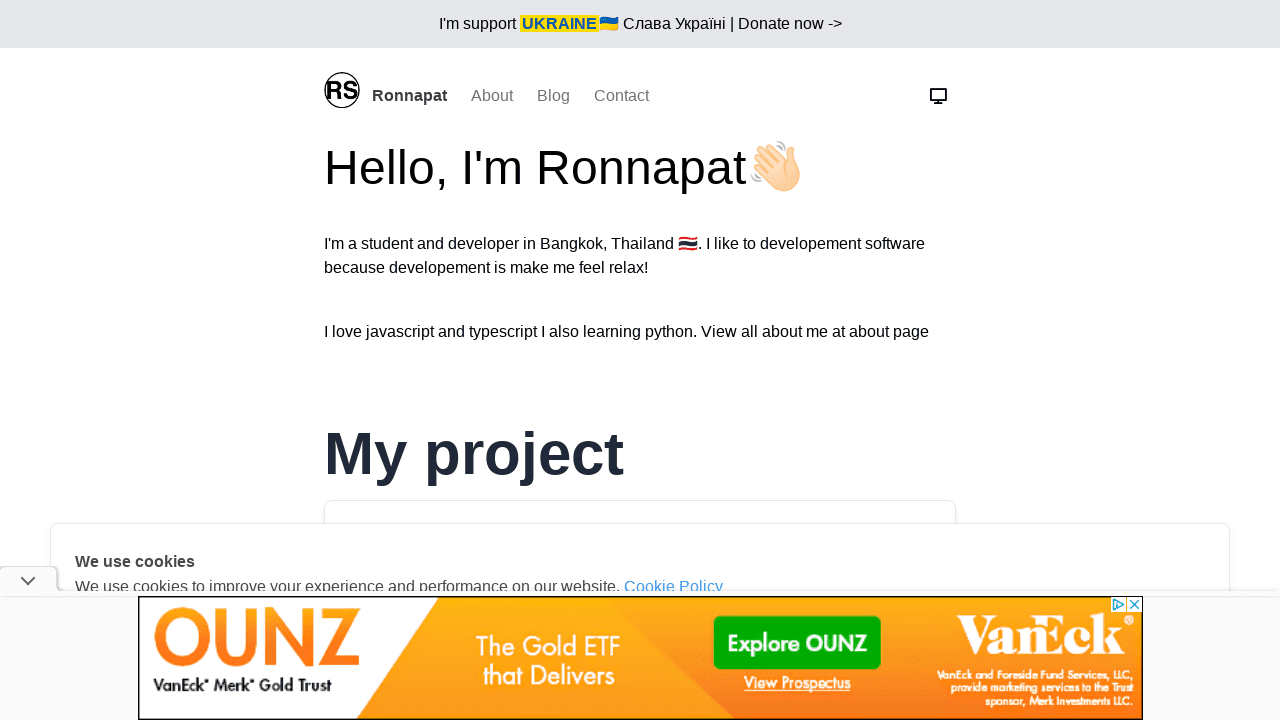 I'm support UKRAINE🇺🇦 Слава Україні | Donate now ->
RS Ronnapat About Blog Contact
Hello, I'm Ronnapat👋🏻
I'm a student and developer in Bangkok, Thailand 🇹🇭. I like to developement software
because developement is make me feel relax!
I love javascript and typescript I also learning python. View all about me at about page
My project
We use cookies
We use cookies to improve your experience and performance on our website. Cookie Policy
OUNZ
VanEck® Merk® Gold Trust
The Gold ETF
that Delivers
Explore OUNZ
View Prospectus
VanEck®
VanEck and Foreside Fund Services, LLC,
provide marketing services to the Trust
sponsor, Merk Investments LLC.